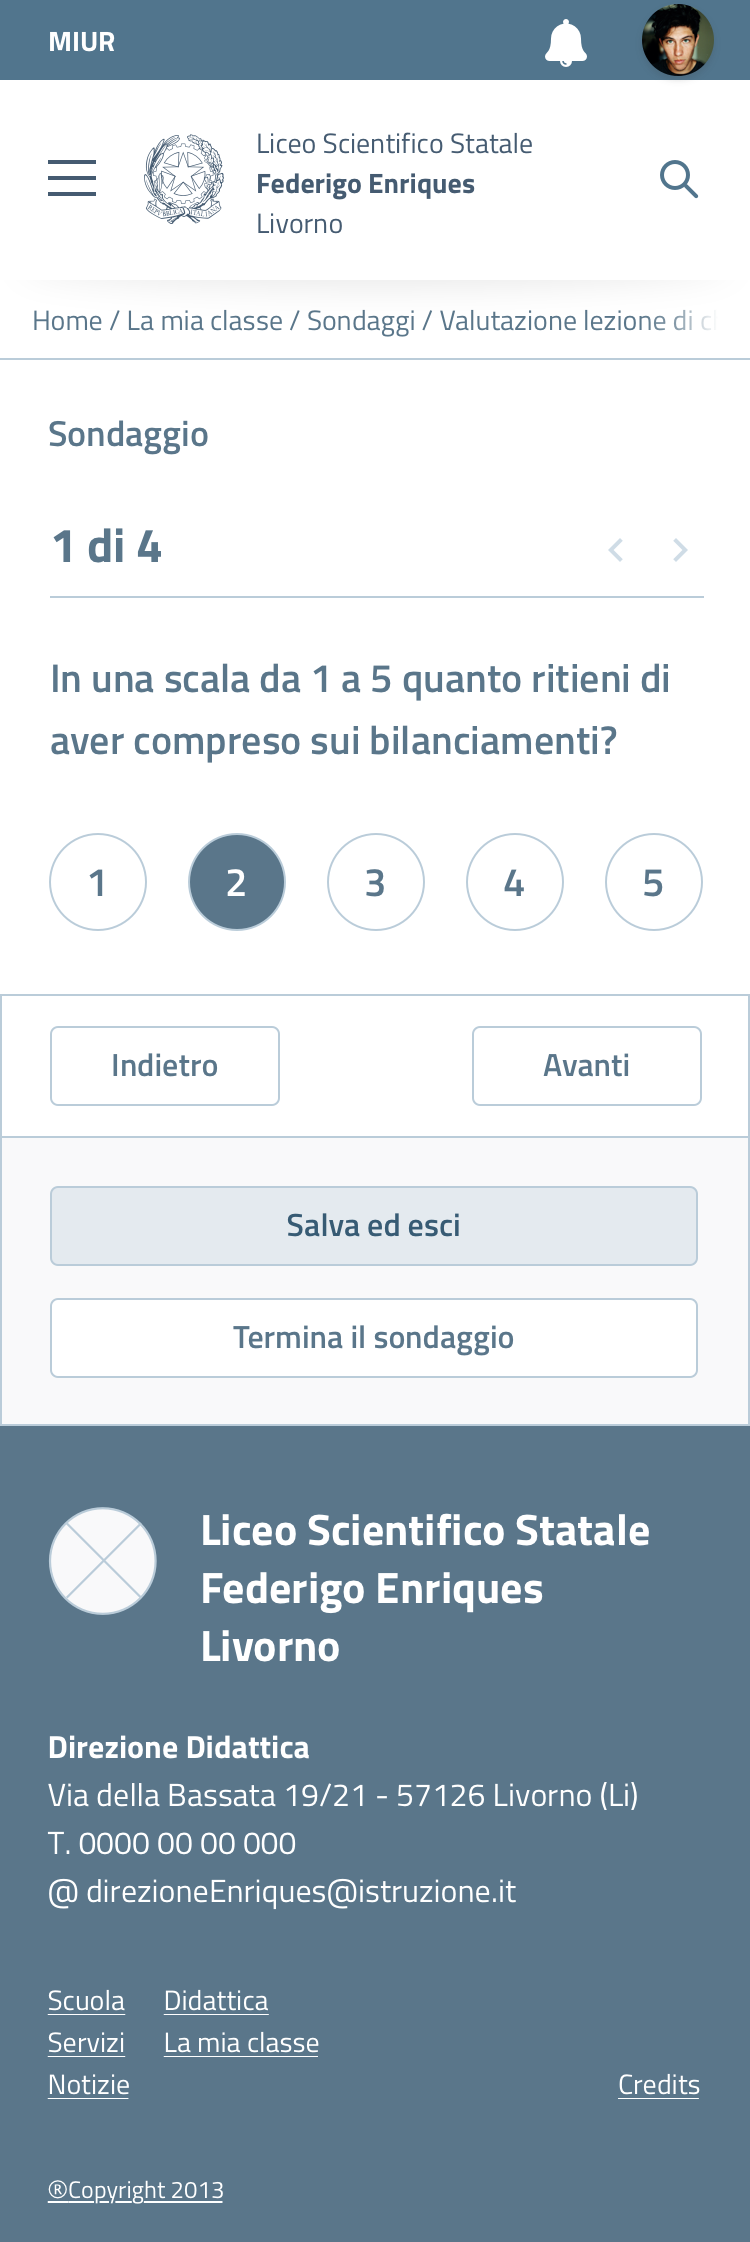 MIUR
Liceo Scientifico Statale
Federigo Enriques
Livorno
REPVBBLICA ITALIANA
Home / La mia classe / Sondaggi / Valutazione lezione di
Sondaggio
1 di 4
In una scala da 1 a 5 quanto ritieni di
aver compreso sui bilanciamenti?
1 2 3 4 5
Indietro Avanti
Salva ed esci
Termina il sondaggio
Liceo Scientifico Statale
Federigo Enriques
Livorno
Direzione Didattica
Via della Bassata 19/21 - 57126 Livorno (Li)
T. 0000 00 00 000
@ direzioneEnriques@istruzione.it
Scuola Didattica
Servizi La mia classe
Notizie Credits
®Copyright 2013